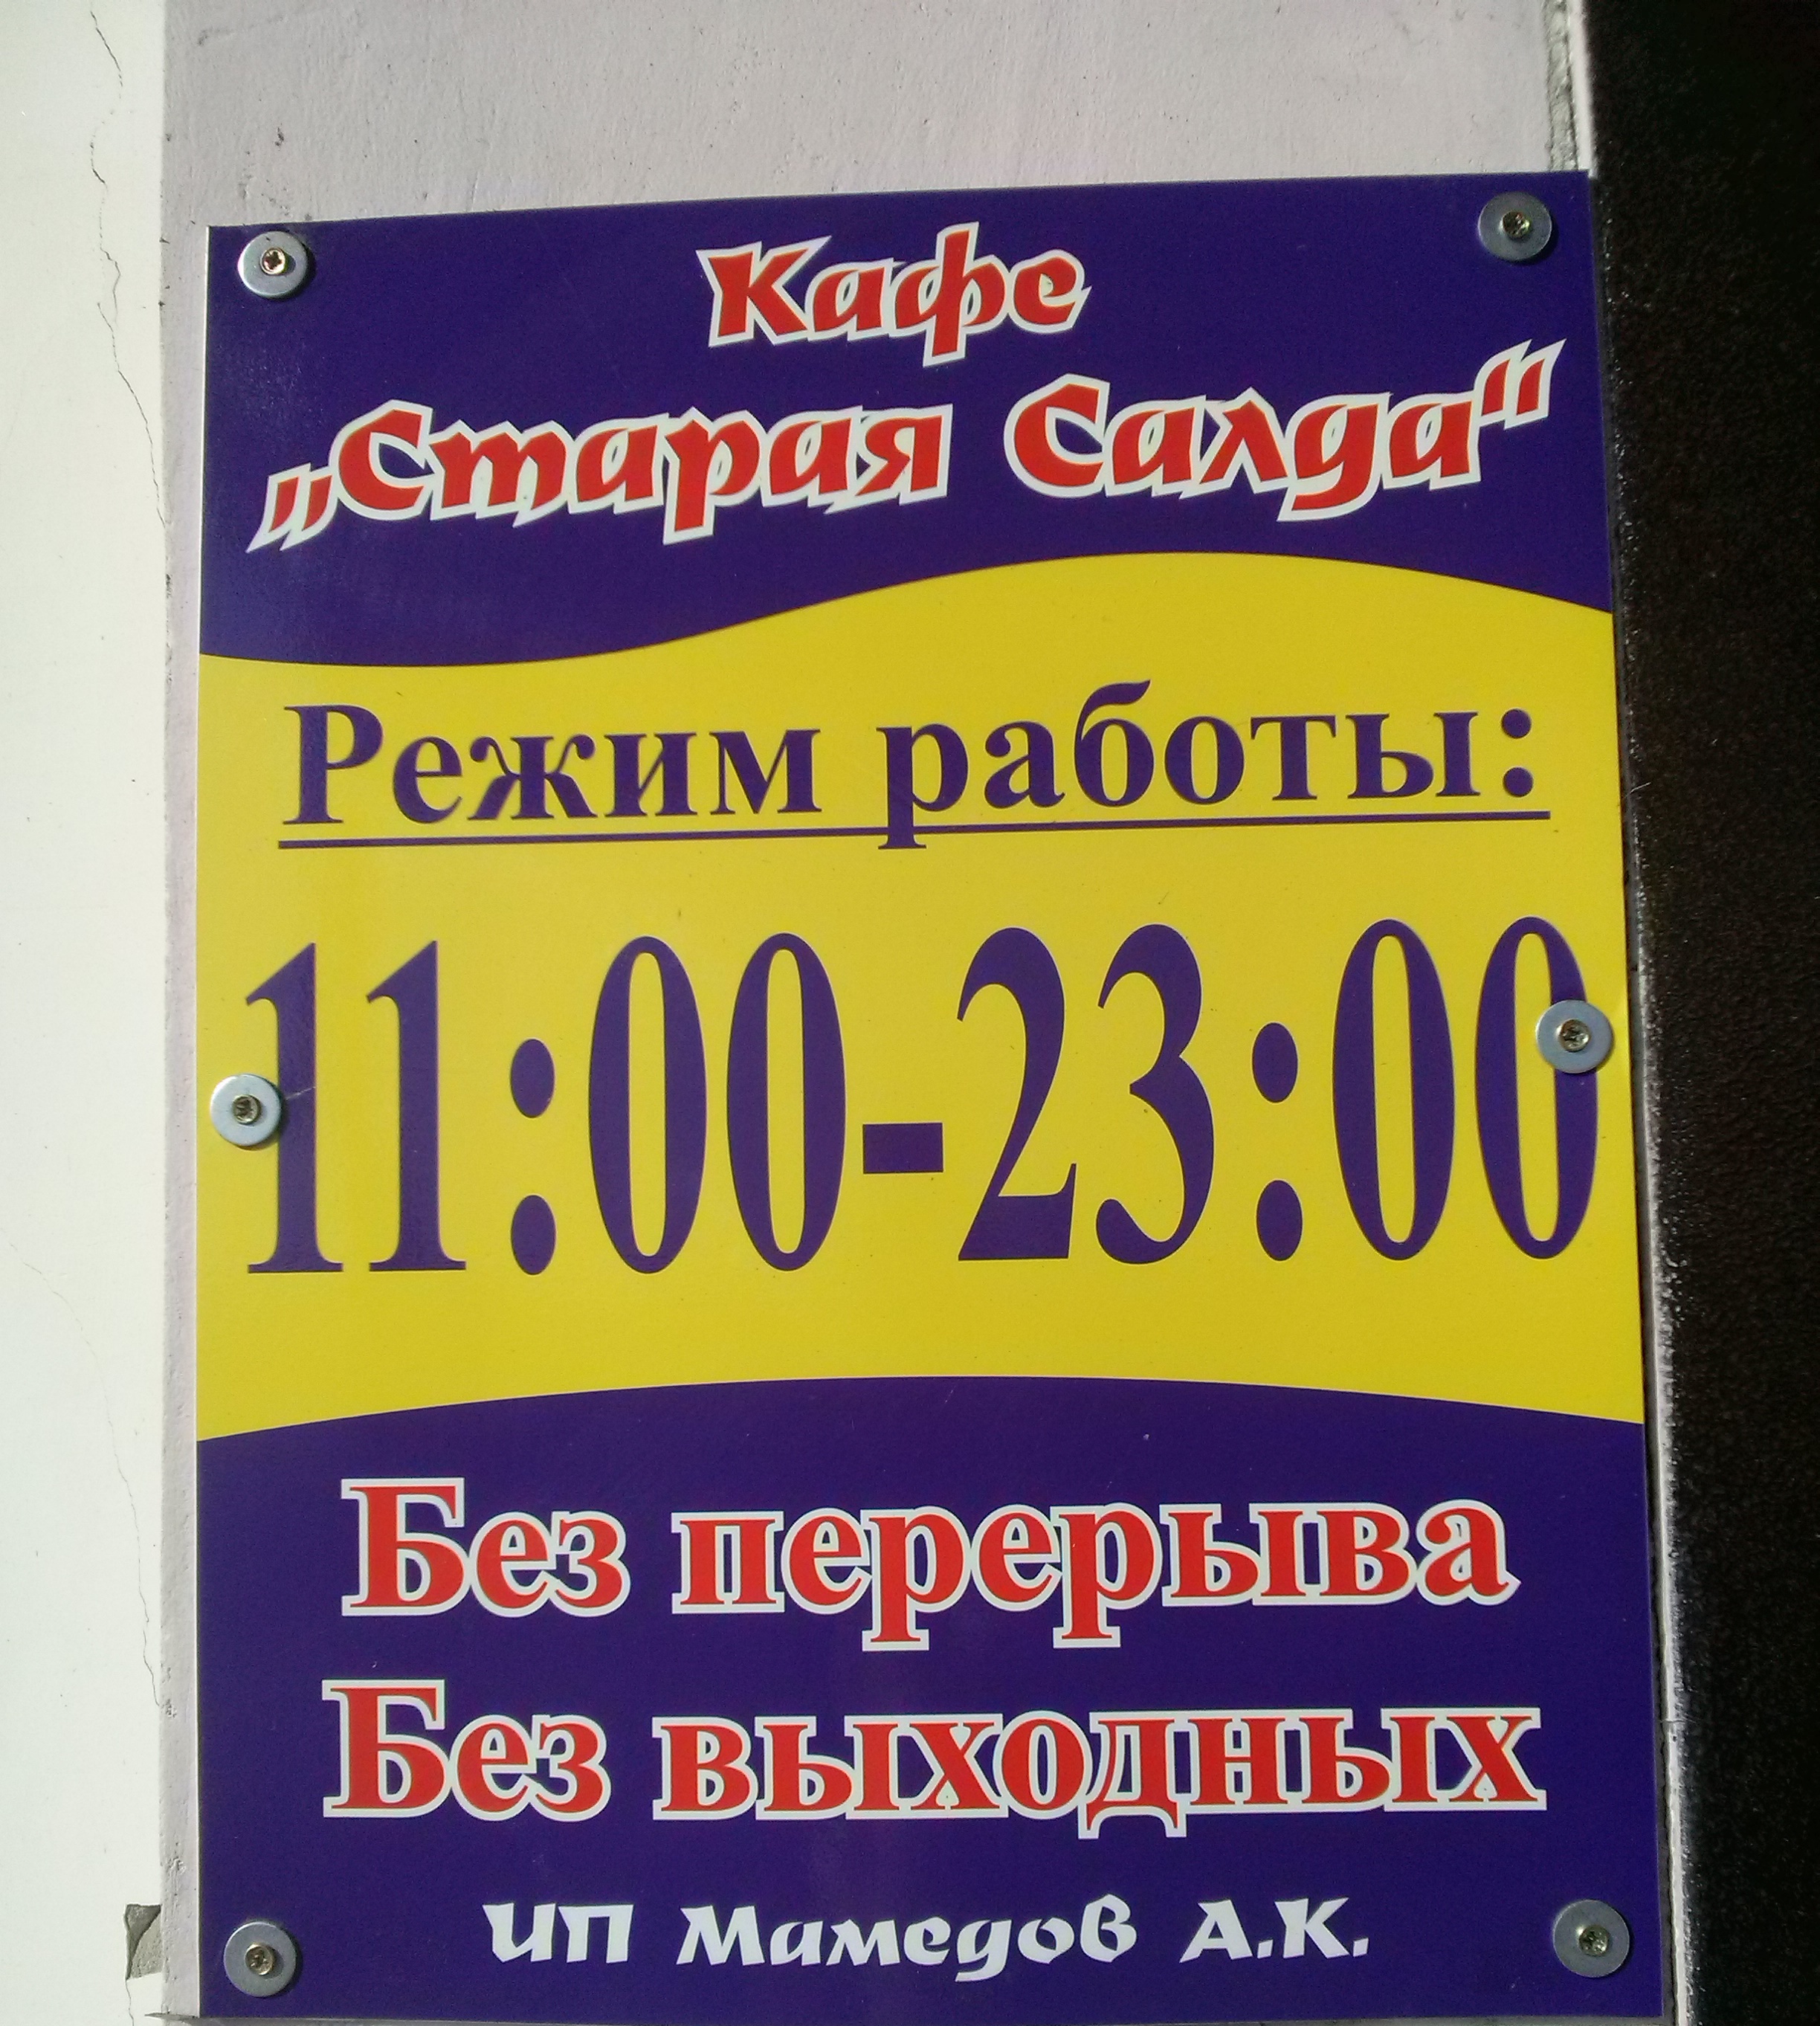 Кафе
„Старая Салда“
Режим работы:
11:00-23:00
Без перерыва
Без выходных
ИП Мамедов А.К.